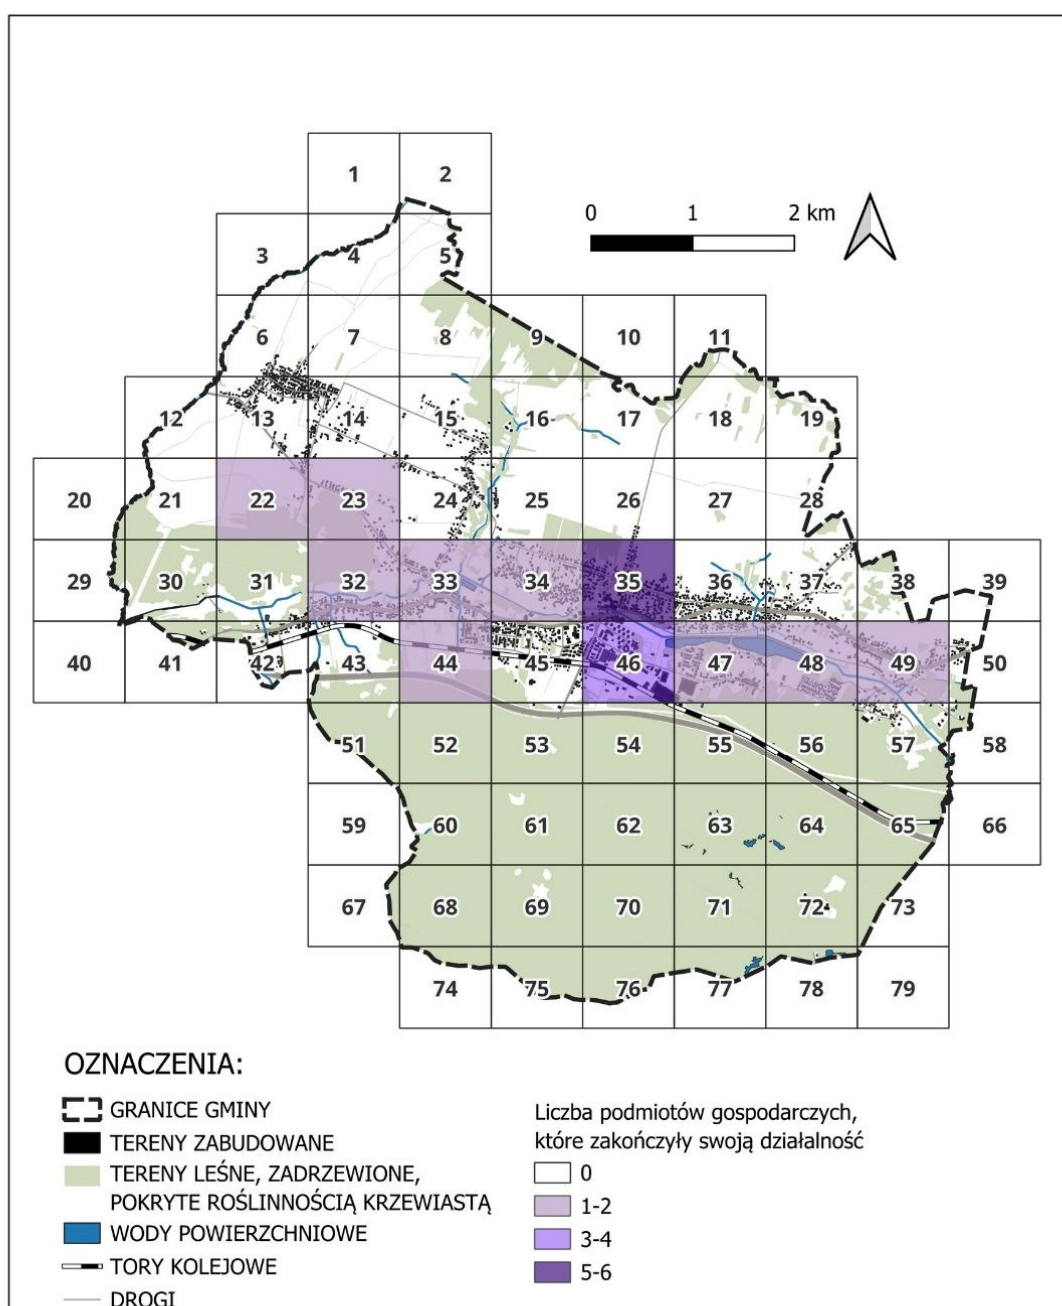 1 2
0 1 2 km
3 4 5
6 7 8 9 10 11
12 13 14 15 16 17 18 19
20 21 22 23 24 25 26 27 28
29 30 31 32 33 34 35 36 37 38 39
40 41 42 43 44 45 46 47 48 49 50
51 52 53 54 55 56 57 58
59 60 61 62 63 64 65 66
67 68 69 70 71 72 73
74 75 76 77 78 79
OZNACZENIA:
GRANICE GMINY
TERENY ZABUDOWANE
TERENY LEŚNE, ZADRZEWIONE,
POKRYTE ROŚLINNOŚCIĄ KRZEWIASTĄ
WODY POWIERZCHNIOWE
TORY KOLEJOWE
DROGI
Liczba podmiotów gospodarczych,
które zakończyły swoją działalność
0
1-2
3-4
5-6